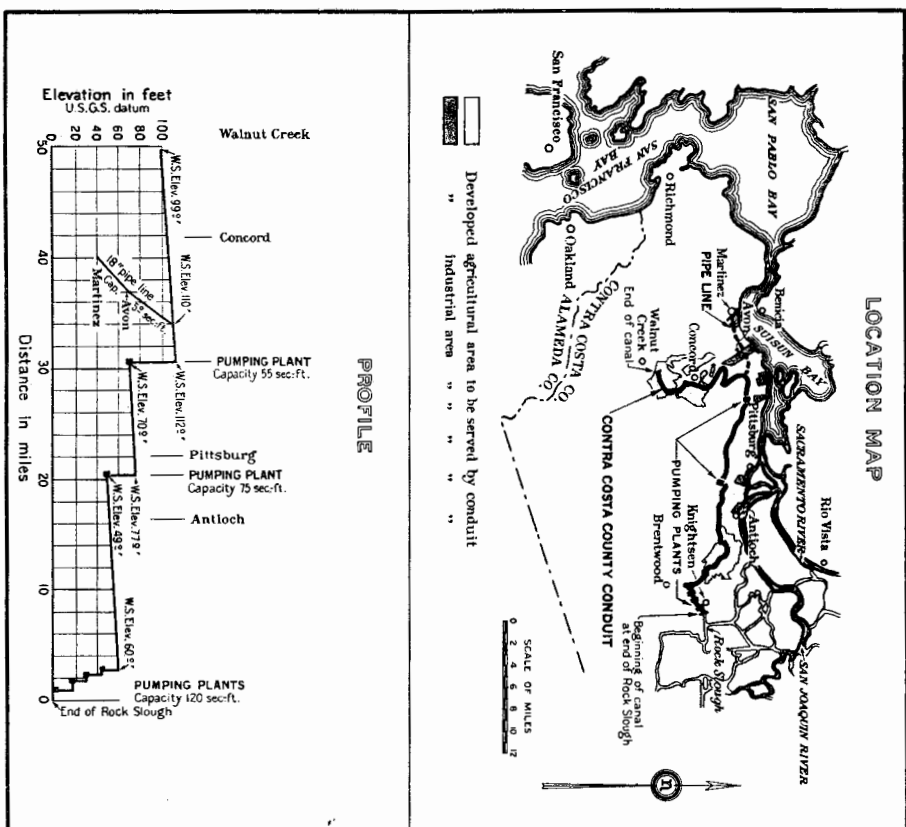 LOCATION MAP
SAN PABLO BAY
SAN FRANCISCO
BAY
San
Francisco
Richmond
Oakland
ALAMEDA CO.
CONTRA COSTA CO.
Martinez
PIPE LINE
Benicia
Avon
SUISUN BAY
Concord
Walnut
Creek
End of canal
Pittsburg
Antioch
SACRAMENTO RIVER
Rio Vista
SAN JOAQUIN RIVER
PUMPING PLANTS
Knightsen
Brentwood
Rock Slough
Beginning of canal
at end of Rock Slough
CONTRA COSTA COUNTY CONDUIT
Developed agricultural area to be served by conduit
" industrial area " " " " "
SCALE OF MILES
0 2 4 6 8 10 12
n
PROFILE
Elevation in feet
U.S.G.S. datum
0 20 40 60 80 100
Walnut Creek
Concord
PUMPING PLANT
Capacity 55 sec.-ft.
Pittsburg
PUMPING PLANT
Capacity 75 sec.-ft.
Antioch
PUMPING PLANTS
Capacity 120 sec-ft.
End of Rock Slough
W.S. Elev. 99.0'
W.S. Elev. 110'
W.S. Elev. 112.0'
W.S. Elev. 70.0'
W.S. Elev. 77.0'
W.S. Elev. 49.0'
W.S. Elev. 60.0'
18" pipe line
Avon
Martinez
50 40 30 20 10 0
Distance in miles